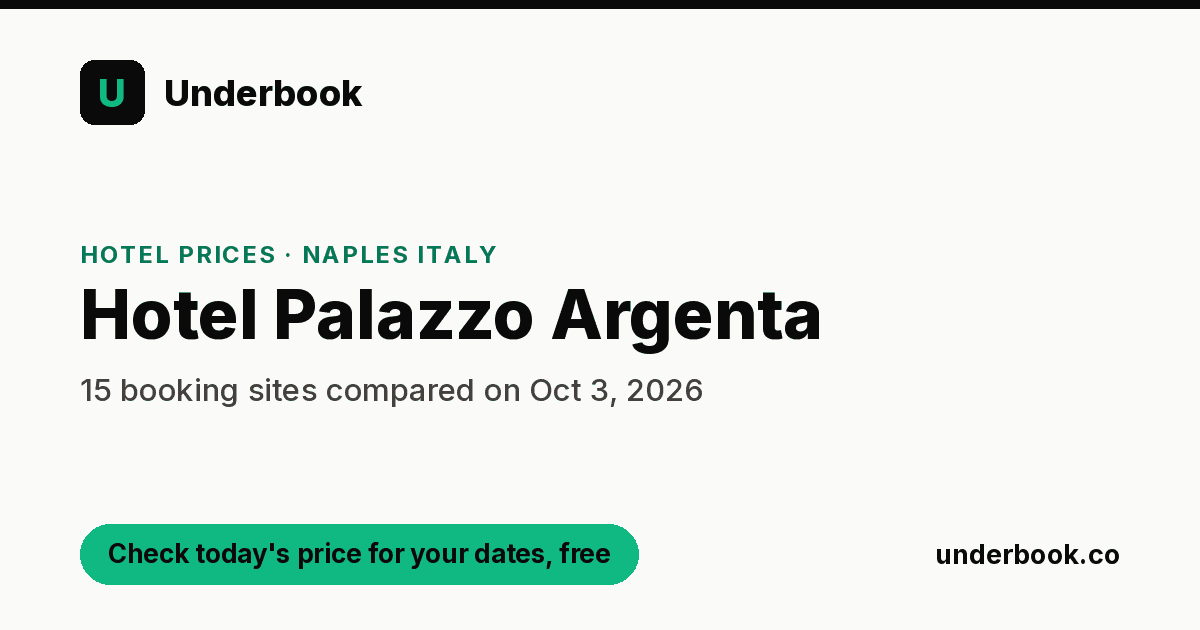 U Underbook
HOTEL PRICES · NAPLES ITALY
Hotel Palazzo Argenta
15 booking sites compared on Oct 3, 2026
Check today's price for your dates, free
underbook.co